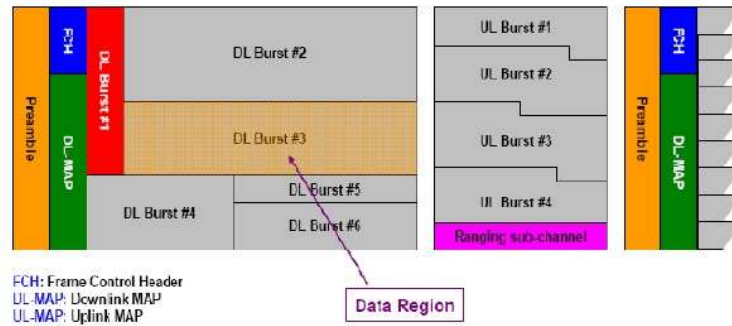 Preamble
FCH
DL-MAP
DL Burst #1
DL Burst #2
DL Burst #3
DL Burst #4
DL Burst #5
DL Burst #6
UL Burst #1
UL Burst #2
UL Burst #3
UL Burst #4
Ranging sub-channel
Preamble
FCH
DL-MAP
FCH: Frame Control Header
DL-MAP: Downlink MAP
UL-MAP: Uplink MAP
Data Region